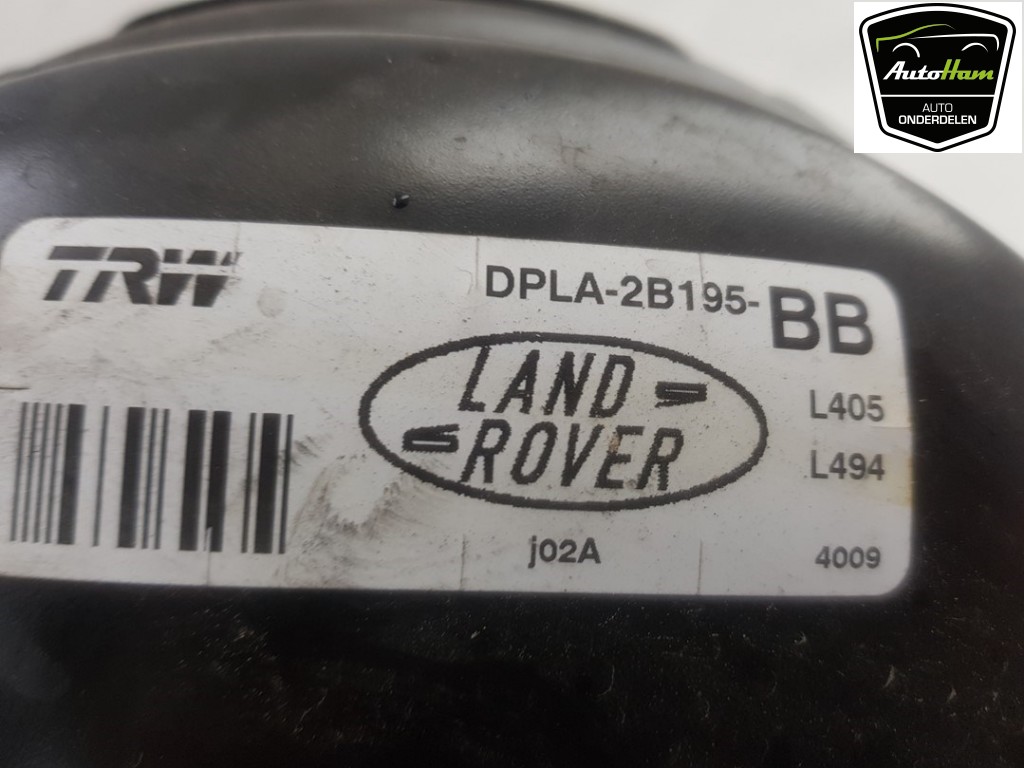 AutoHam
AUTO
ONDERDELEN
TRW
DPLA-2B195-BB
LAND
ROVER
L405
L494
j02A
4009